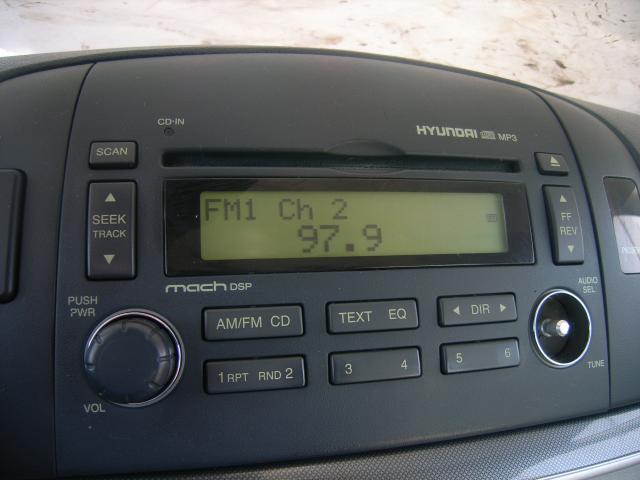 CD-IN
HYUNDAI MP3
SCAN
SEEK
TRACK
FM1 Ch 2
97.9
FF
REV
mach DSP
PUSH
PWR
VOL
AM/FM CD
TEXT EQ
DIR
AUDIO
SEL
1 RPT RND 2
3 4
5 6
TUNE